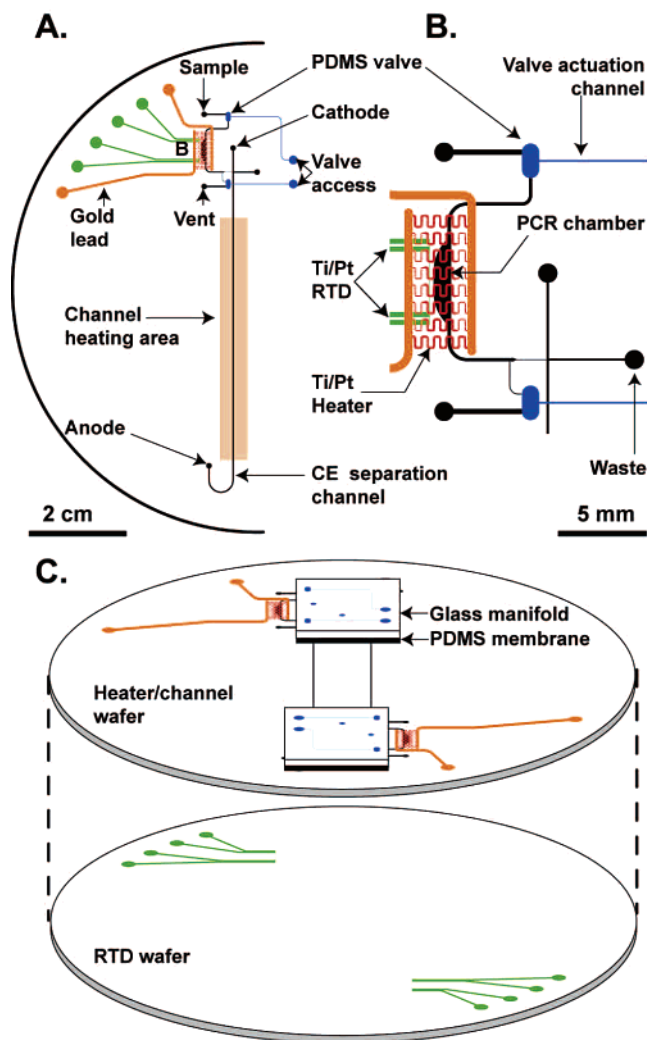 A.
B.
Sample
PDMS valve
Valve actuation
channel
Cathode
B
Valve
access
Gold
lead
Vent
PCR chamber
Ti/Pt
RTD
Channel
heating area
Ti/Pt
Heater
Anode
CE separation
channel
Waste
2 cm
5 mm
C.
Glass manifold
PDMS membrane
Heater/channel
wafer
RTD wafer